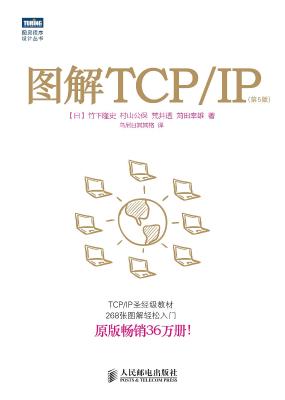 TURING
图灵程序
设计丛书
图解TCP/IP(第5版)
【日】竹下隆史 村山公保 荒井透 苅田幸雄 著
乌尼日其其格 译
TCP/IP圣经级教材
268张图解轻松入门
原版畅销36万册!
人民邮电出版社
POSTS & TELECOM PRESS